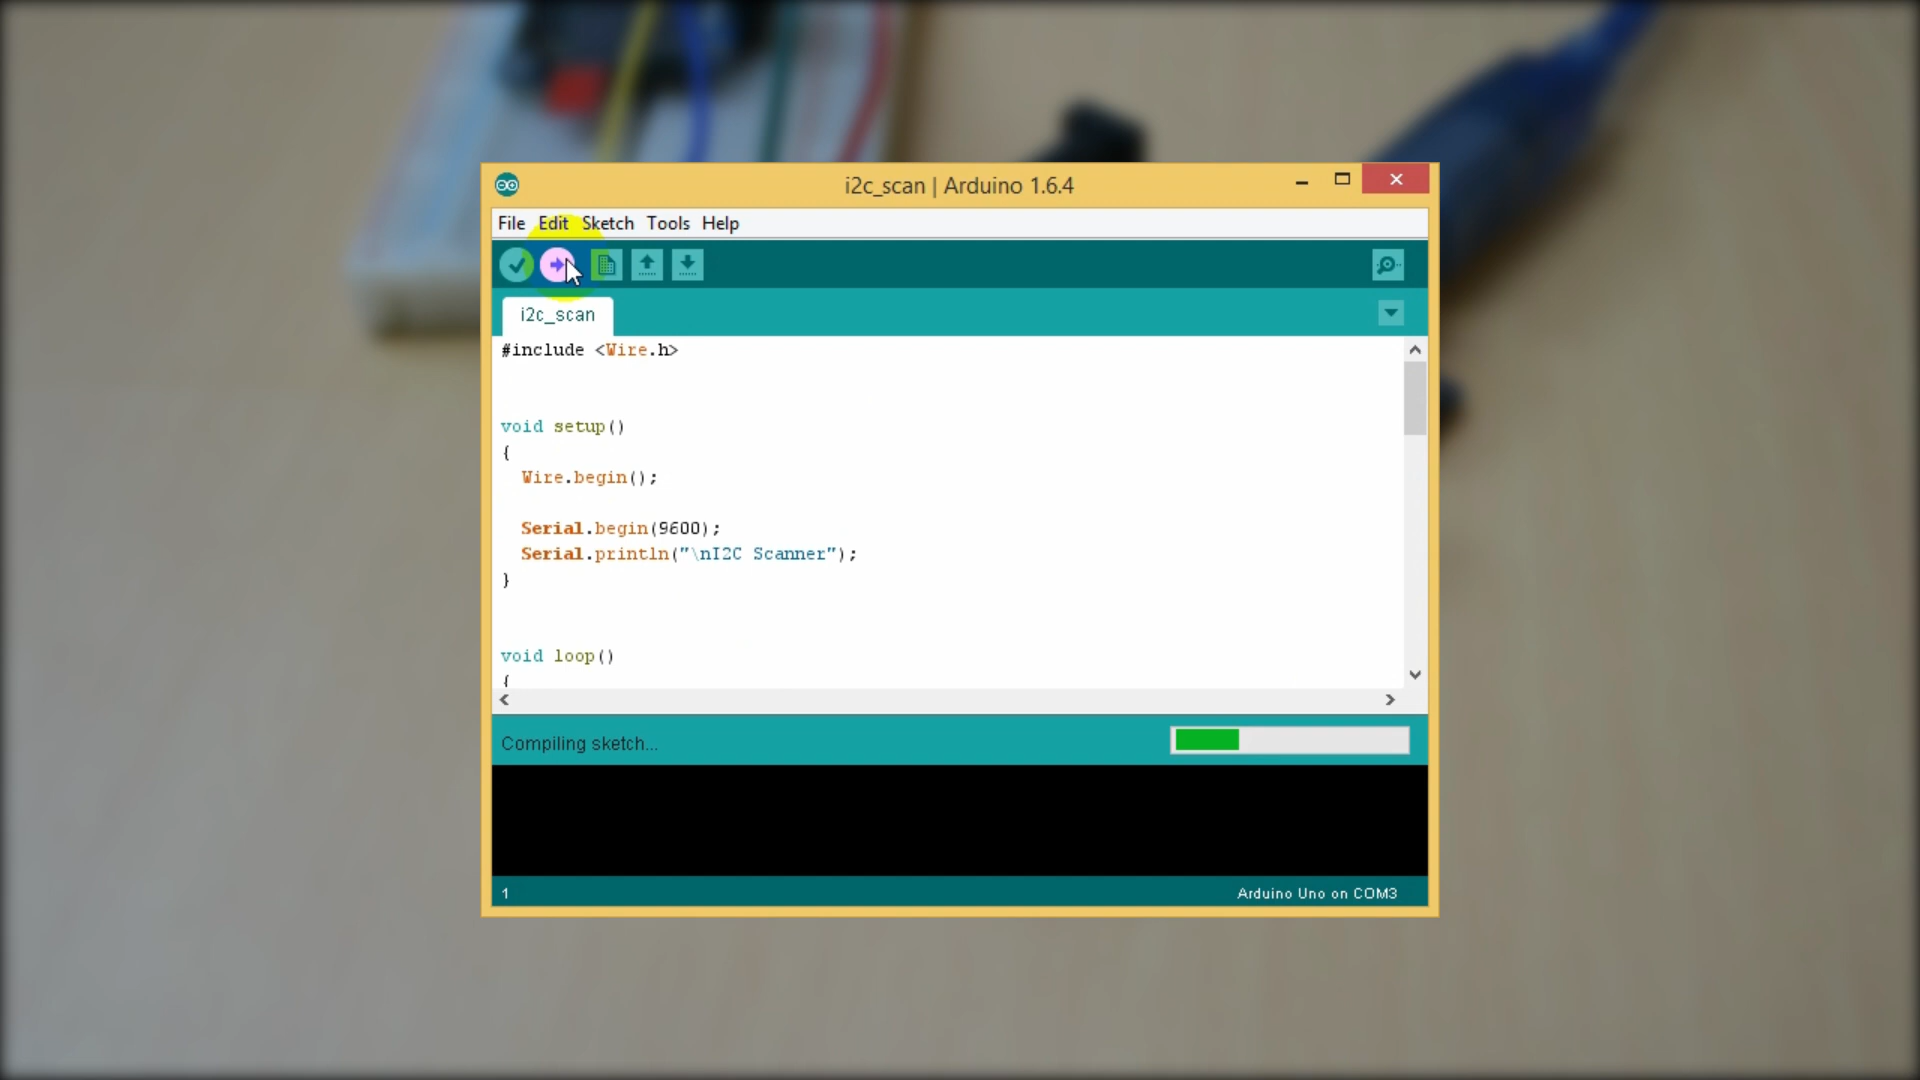 i2c_scan | Arduino 1.6.4
File Edit Sketch Tools Help
i2c_scan
#include <Wire.h>
void setup()
{
Wire.begin();
Serial.begin(9600);
Serial.println("\nI2C Scanner");
}
void loop()
{
Compiling sketch...
1
Arduino Uno on COM3